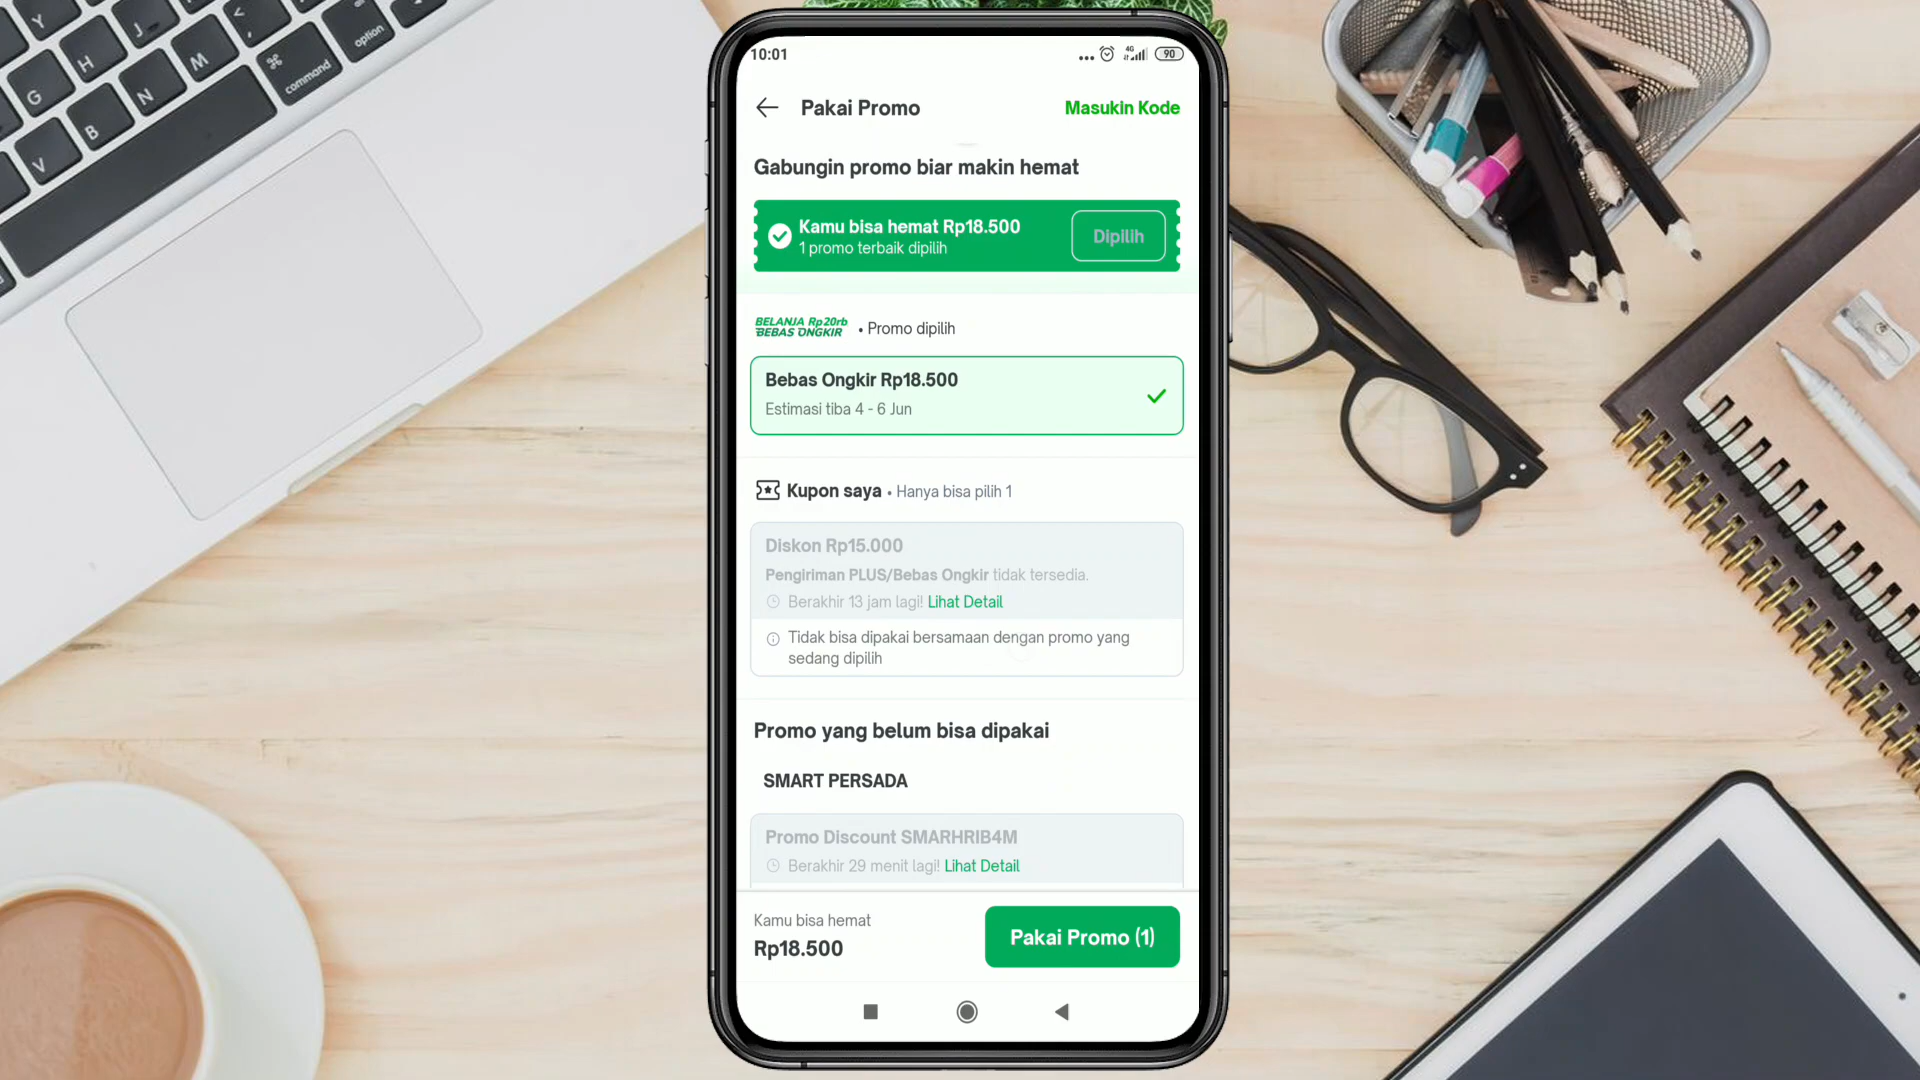 10:01
4G
90
Pakai Promo
Masukin Kode
Gabungin promo biar makin hemat
Kamu bisa hemat Rp18.500
1 promo terbaik dipilih
Dipilih
BELANJA Rp20rb
BEBAS ONGKIR
• Promo dipilih
Bebas Ongkir Rp18.500
Estimasi tiba 4 - 6 Jun
Kupon saya • Hanya bisa pilih 1
Diskon Rp15.000
Pengiriman PLUS/Bebas Ongkir tidak tersedia.
Berakhir 13 jam lagi! Lihat Detail
Tidak bisa dipakai bersamaan dengan promo yang
sedang dipilih
Promo yang belum bisa dipakai
SMART PERSADA
Promo Discount SMARHRIB4M
Berakhir 29 menit lagi! Lihat Detail
Kamu bisa hemat
Rp18.500
Pakai Promo (1)
Y
H
J
<
G
N
M
⌘
command
option
V
B